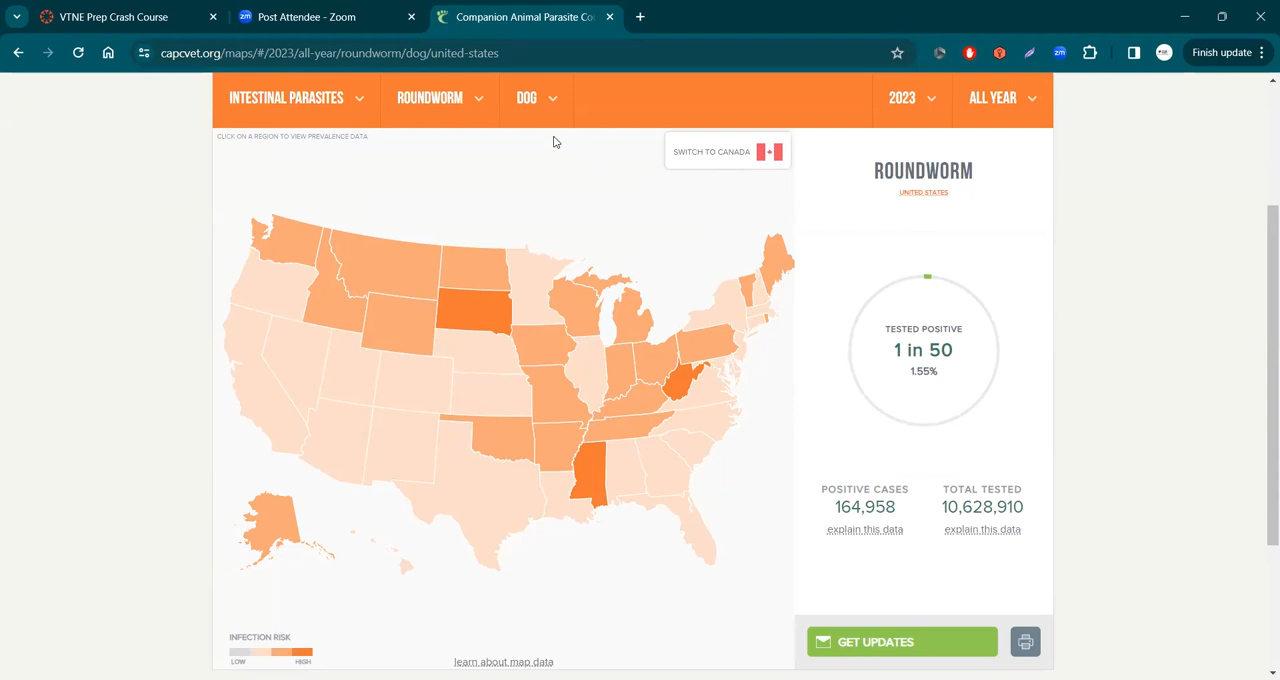 VTNE Prep Crash Course
zm Post Attendee - Zoom
Companion Animal Parasite Co
capcvet.org/maps/#/2023/all-year/roundworm/dog/united-states
zm
Finish update
INTESTINAL PARASITES
ROUNDWORM
DOG
2023
ALL YEAR
CLICK ON A REGION TO VIEW PREVALENCE DATA
SWITCH TO CANADA
ROUNDWORM
UNITED STATES
TESTED POSITIVE
1 in 50
1.55%
POSITIVE CASES
164,958
explain this data
TOTAL TESTED
10,628,910
explain this data
INFECTION RISK
LOW HIGH
learn about map data
GET UPDATES